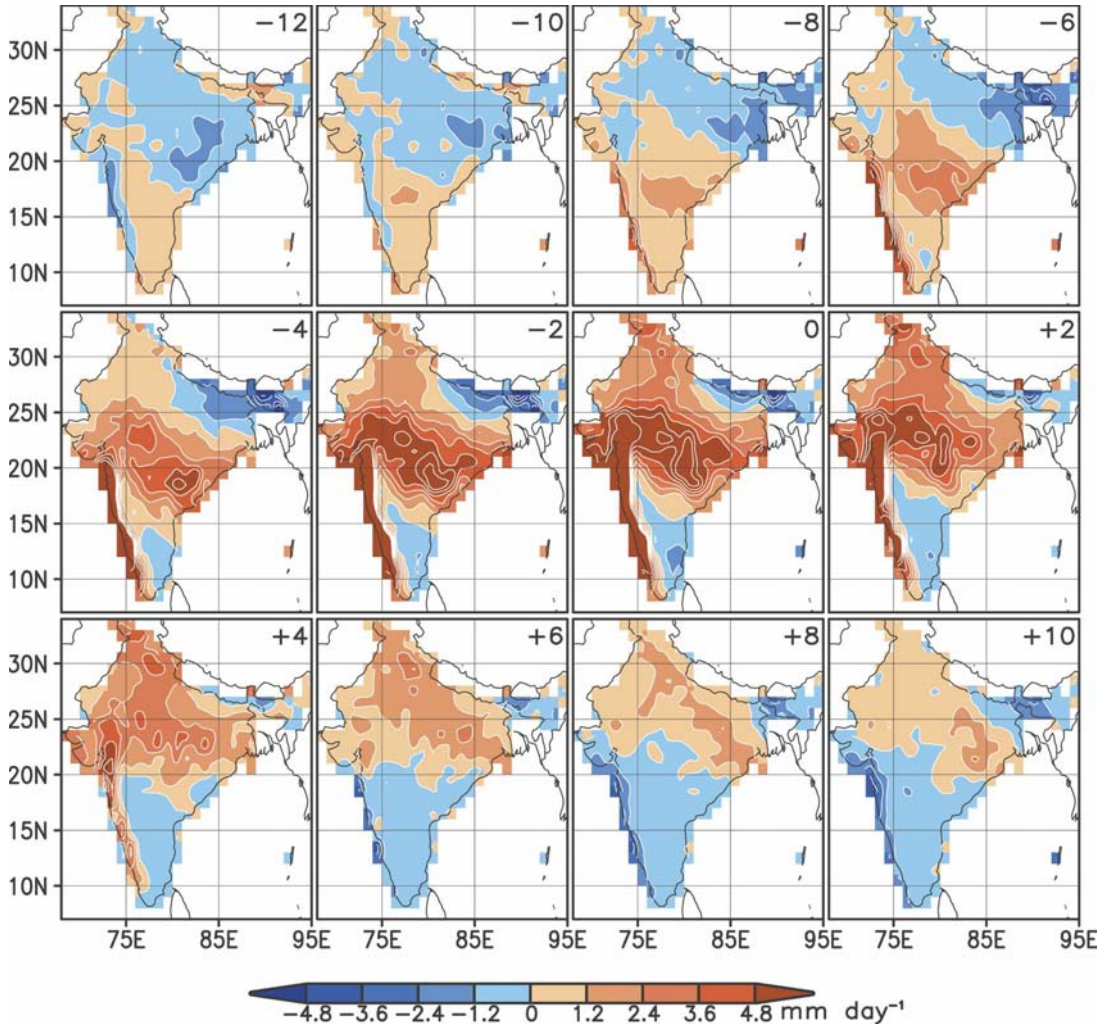 −12 −10 −8 −6
30N
25N
20N
15N
10N
−4 −2 0 +2
30N
25N
20N
15N
10N
+4 +6 +8 +10
30N
25N
20N
15N
10N
75E 85E 95E 75E 85E 95E 75E 85E 95E 75E 85E 95E
−4.8 −3.6 −2.4 −1.2 0 1.2 2.4 3.6 4.8 mm day⁻¹